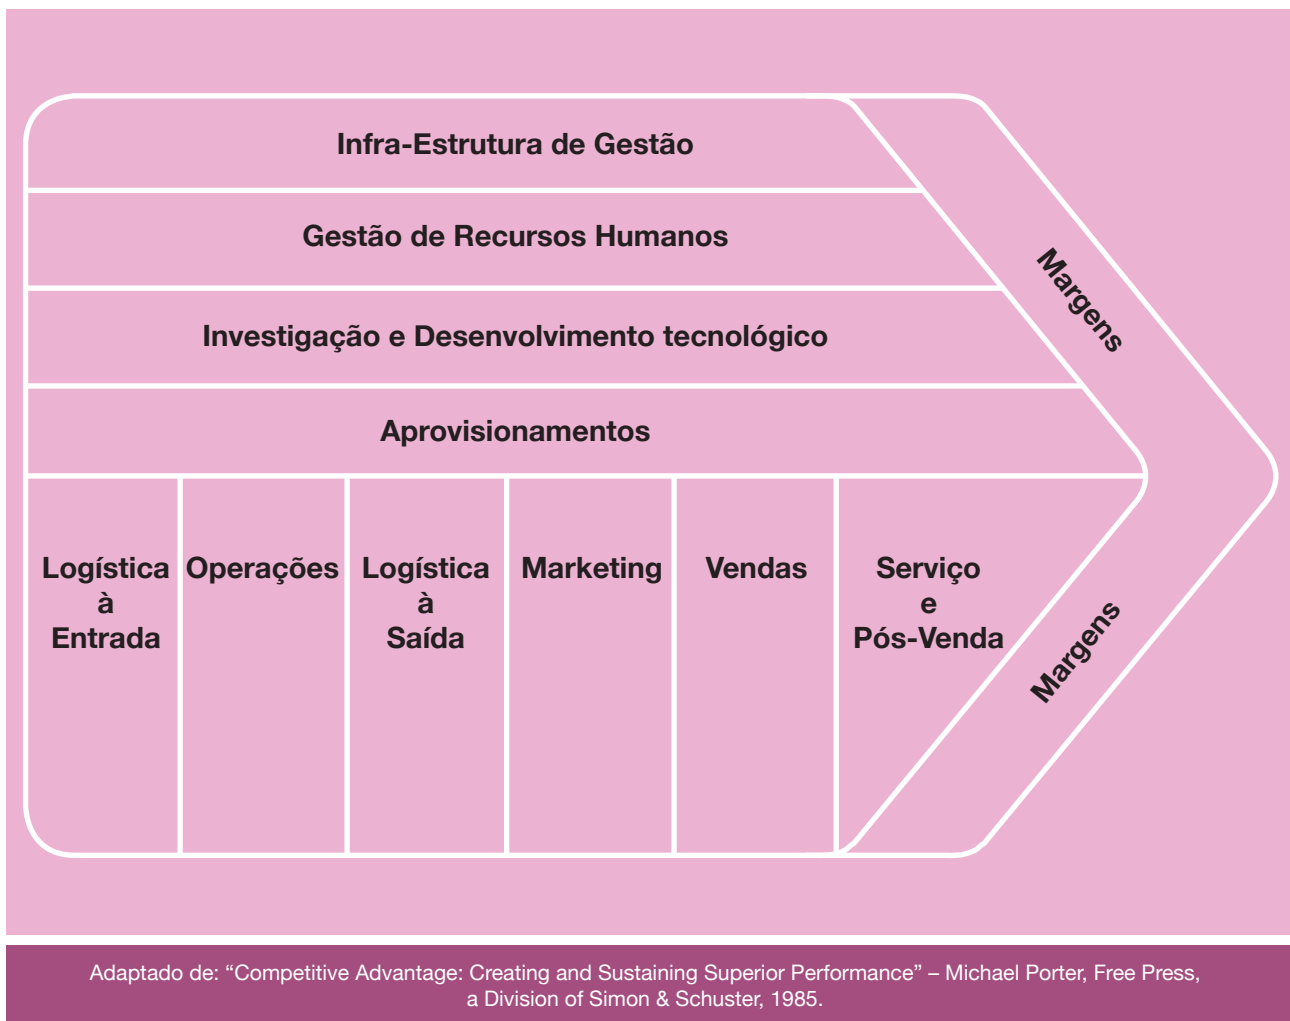 Infra-Estrutura de Gestão
Gestão de Recursos Humanos
Investigação e Desenvolvimento tecnológico
Aprovisionamentos
Margens
Logística
à
Entrada
Operações
Logística
à
Saída
Marketing
Vendas
Serviço
e
Pós-Venda
Margens
Adaptado de: “Competitive Advantage: Creating and Sustaining Superior Performance” – Michael Porter, Free Press,
a Division of Simon & Schuster, 1985.